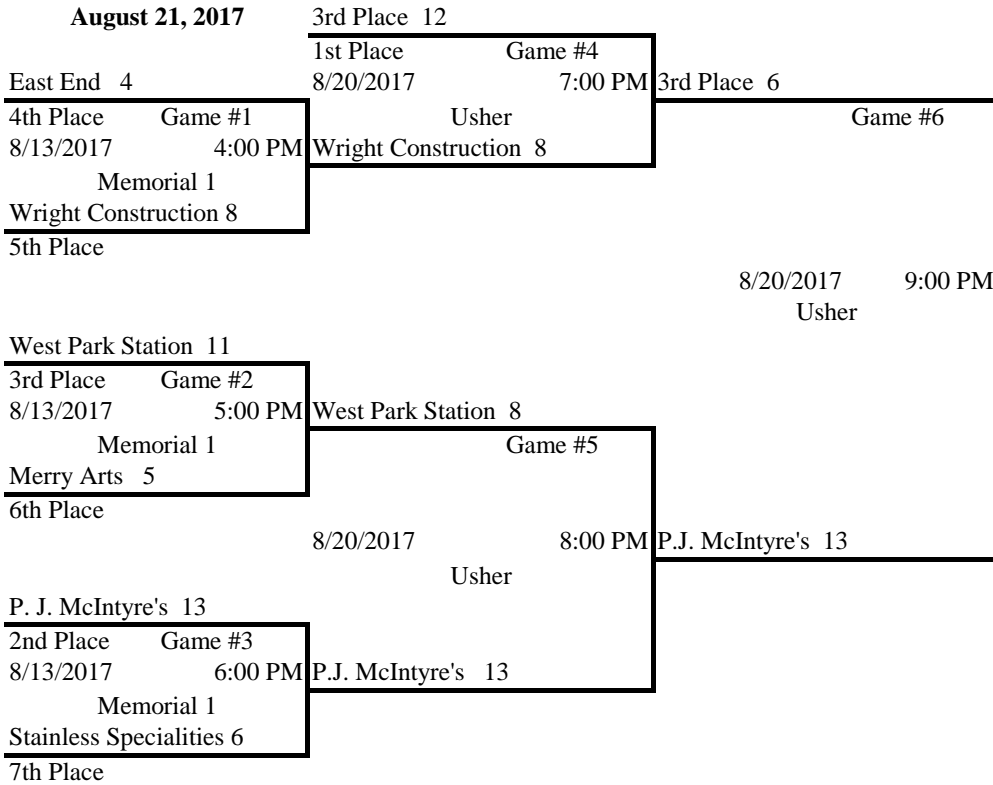 August 21, 2017 3rd Place 12
1st Place Game #4
East End 4 8/20/2017 7:00 PM 3rd Place 6
4th Place Game #1 Usher Game #6
8/13/2017 4:00 PM Wright Construction 8
Memorial 1
Wright Construction 8
5th Place
8/20/2017 9:00 PM
Usher
West Park Station 11
3rd Place Game #2
8/13/2017 5:00 PM West Park Station 8
Memorial 1 Game #5
Merry Arts 5
6th Place
8/20/2017 8:00 PM P.J. McIntyre's 13
Usher
P. J. McIntyre's 13
2nd Place Game #3
8/13/2017 6:00 PM P.J. McIntyre's 13
Memorial 1
Stainless Specialities 6
7th Place